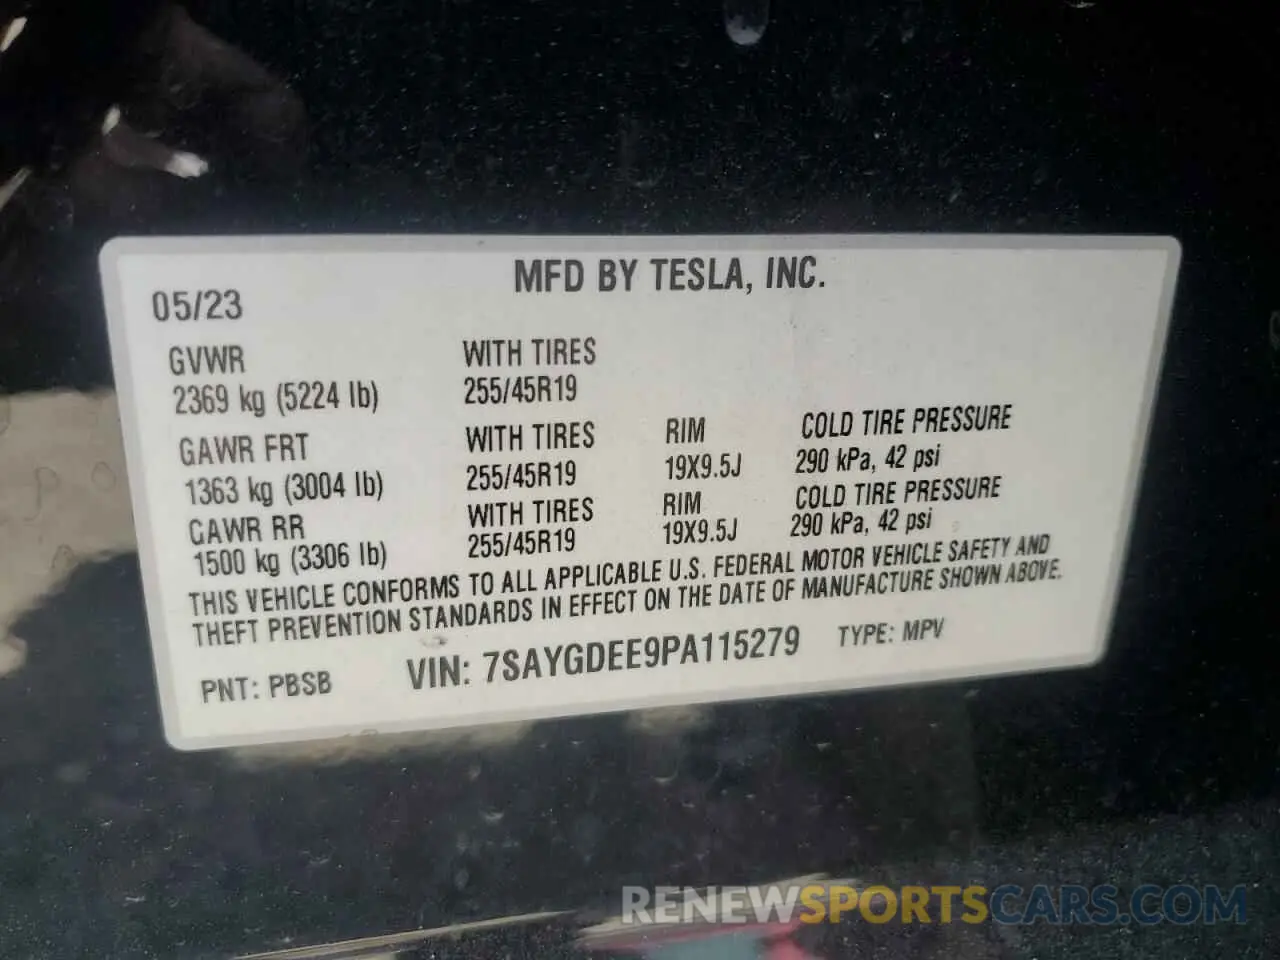 MFD BY TESLA, INC.
05/23
GVWR WITH TIRES
2369 kg (5224 lb) 255/45R19
GAWR FRT WITH TIRES RIM COLD TIRE PRESSURE
1363 kg (3004 lb) 255/45R19 19X9.5J 290 kPa, 42 psi
GAWR RR WITH TIRES RIM COLD TIRE PRESSURE
1500 kg (3306 lb) 255/45R19 19X9.5J 290 kPa, 42 psi
THIS VEHICLE CONFORMS TO ALL APPLICABLE U.S. FEDERAL MOTOR VEHICLE SAFETY AND
THEFT PREVENTION STANDARDS IN EFFECT ON THE DATE OF MANUFACTURE SHOWN ABOVE.
PNT: PBSB VIN: 7SAYGDEE9PA115279 TYPE: MPV
RENEWSPORTSCARS.COM